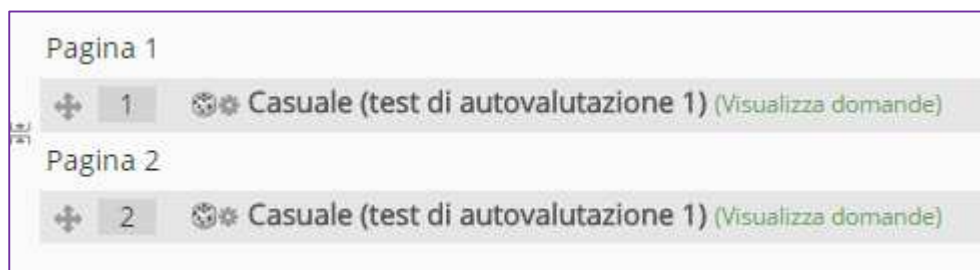 Pagina 1
1 Casuale (test di autovalutazione 1) (Visualizza domande)
Pagina 2
2 Casuale (test di autovalutazione 1) (Visualizza domande)